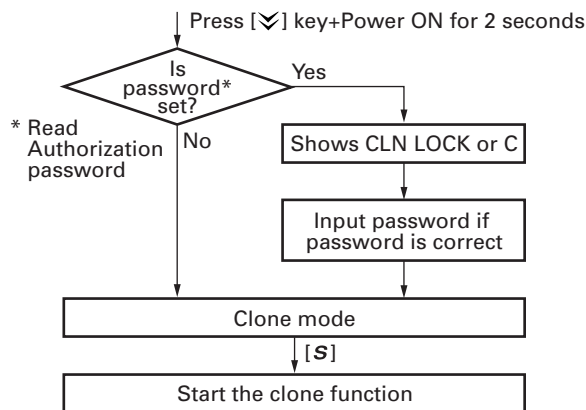 Press [︾] key+Power ON for 2 seconds
Is
password*
set?
Yes
* Read
Authorization
password
No
Shows CLN LOCK or C
Input password if
password is correct
Clone mode
[S]
Start the clone function